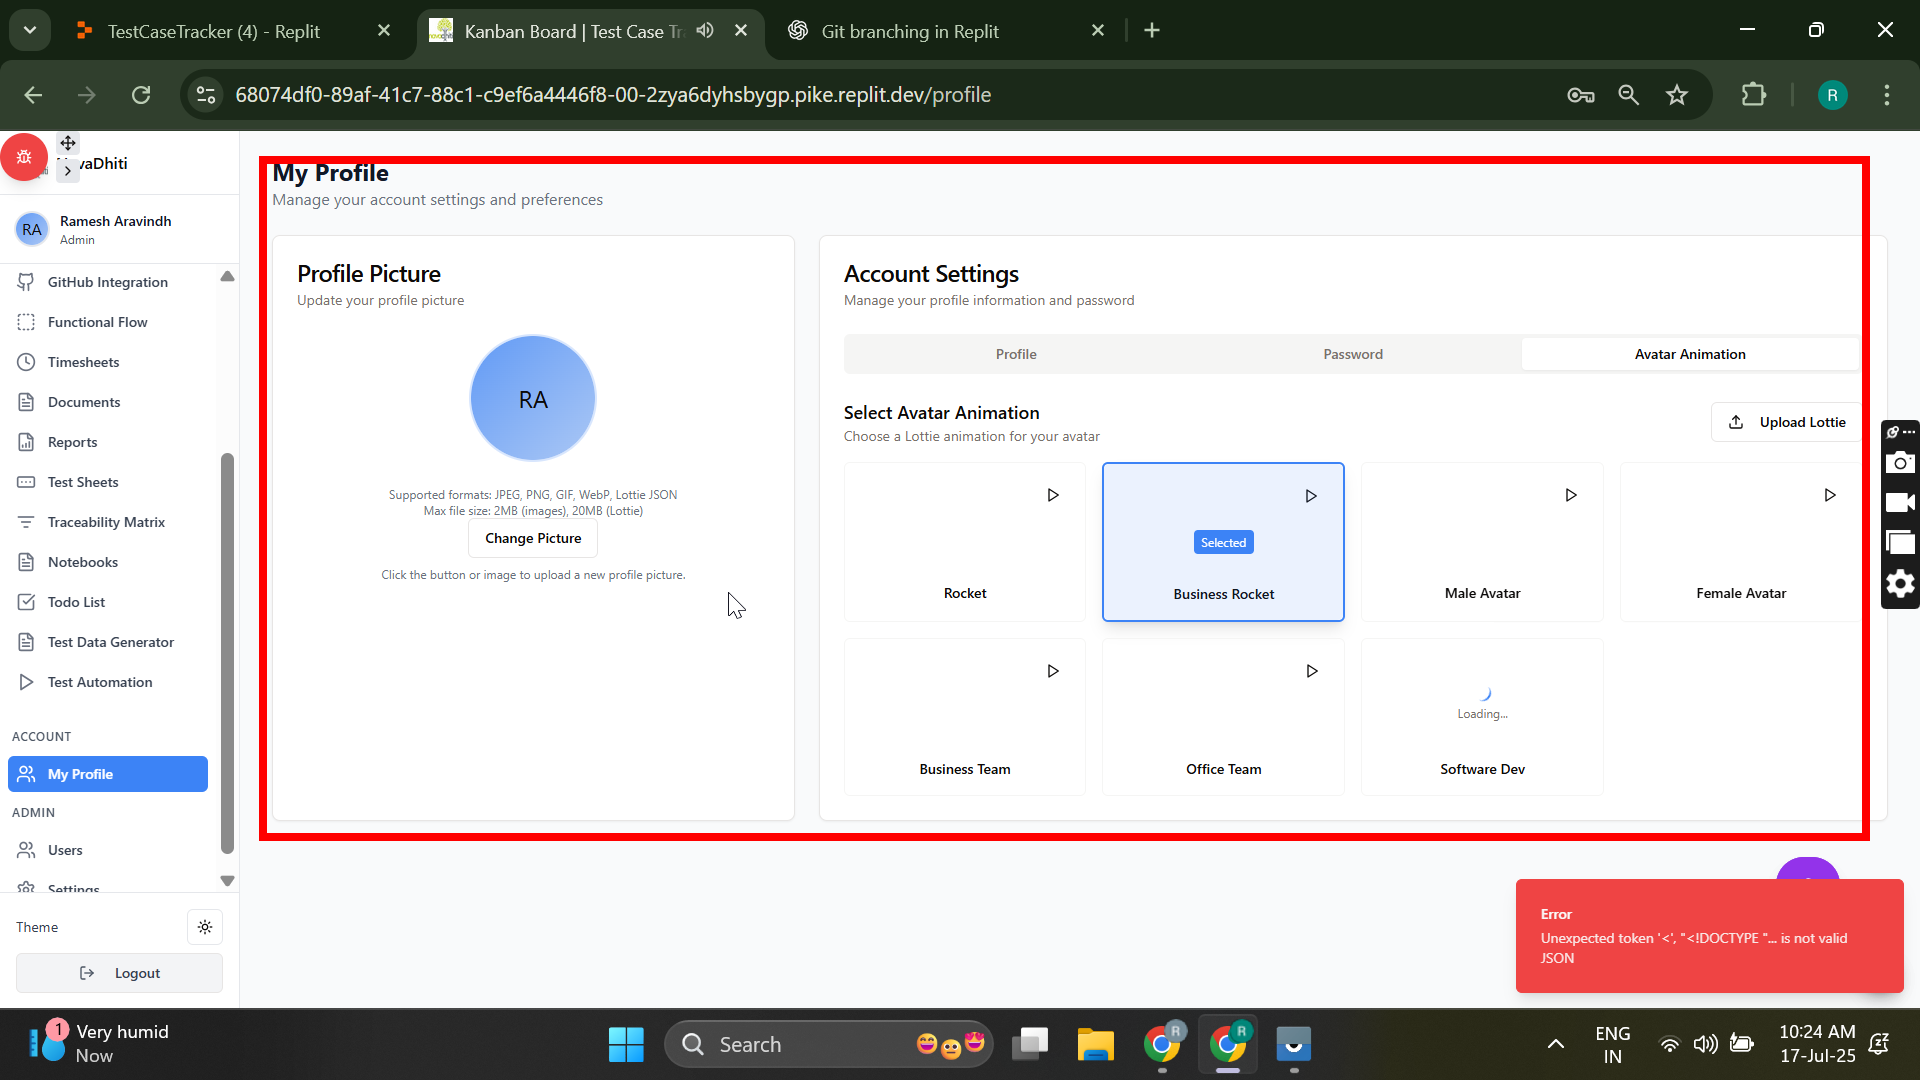 TestCaseTracker (4) - Replit
Kanban Board | Test Case Tr
Git branching in Replit
68074df0-89af-41c7-88c1-c9ef6a4446f8-00-2zya6dyhsbygp.pike.replit.dev/profile
R
vaDhiti
RA
Ramesh Aravindh
Admin
GitHub Integration
Functional Flow
Timesheets
Documents
Reports
Test Sheets
Traceability Matrix
Notebooks
Todo List
Test Data Generator
Test Automation
ACCOUNT
My Profile
ADMIN
Users
Settings
Theme
Logout
My Profile
Manage your account settings and preferences
Profile Picture
Update your profile picture
RA
Supported formats: JPEG, PNG, GIF, WebP, Lottie JSON
Max file size: 2MB (images), 20MB (Lottie)
Change Picture
Click the button or image to upload a new profile picture.
Account Settings
Manage your profile information and password
Profile
Password
Avatar Animation
Select Avatar Animation
Choose a Lottie animation for your avatar
Upload Lottie
Rocket
Selected
Business Rocket
Male Avatar
Female Avatar
Business Team
Office Team
Loading...
Software Dev
Error
Unexpected token '<', "<!DOCTYPE "... is not valid
JSON
1
Very humid
Now
Search
R
R
ENG
IN
10:24 AM
17-Jul-25